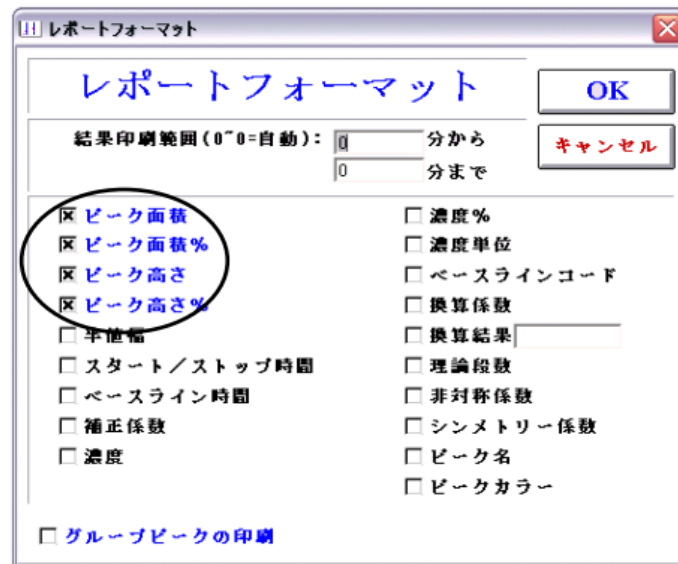 レポートフォーマット
レポートフォーマット
OK
結果印刷範囲(0~0=自動): 0 分から
キャンセル
0 分まで
ピーク面積
ピーク面積%
ピーク高さ
ピーク高さ%
半値幅
スタート/ストップ時間
ベースライン時間
補正係数
濃度
濃度%
濃度単位
ベースラインコード
換算係数
換算結果
理論段数
非対称係数
シンメトリー係数
ピーク名
ピークカラー
グループピークの印刷